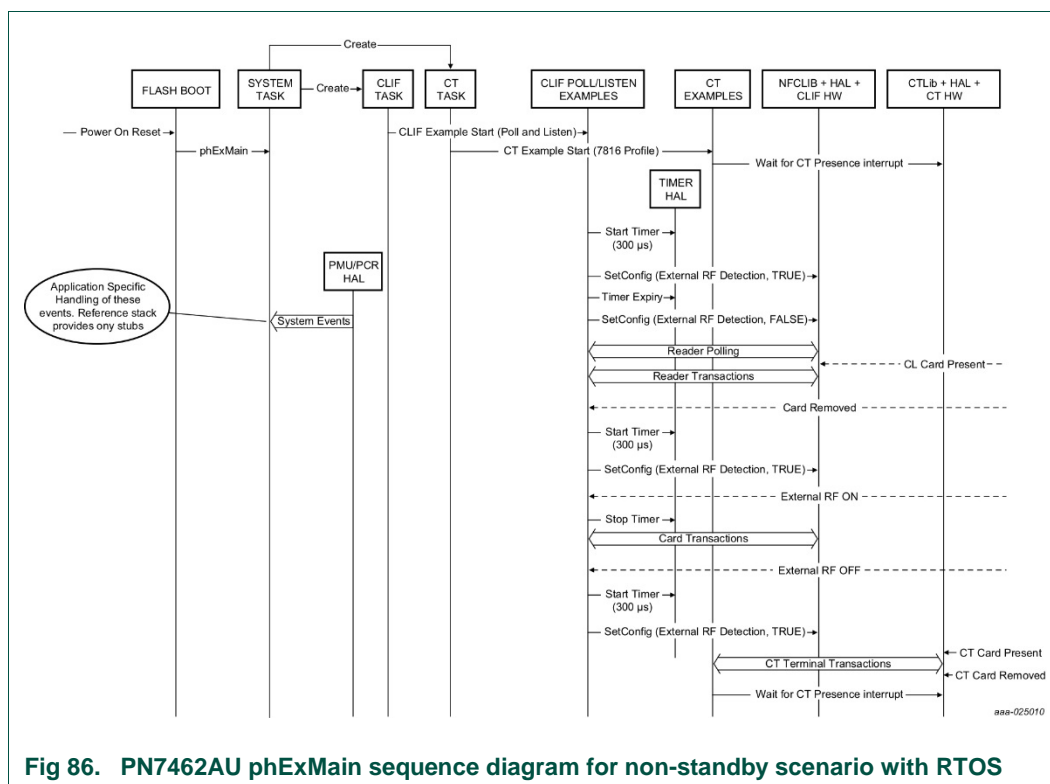 Create
FLASH BOOT
SYSTEM
TASK
Create
CLIF
TASK
CT
TASK
CLIF POLL/LISTEN
EXAMPLES
CT
EXAMPLES
NFCLIB + HAL +
CLIF HW
CTLib + HAL +
CT HW
Power On Reset
CLIF Example Start (Poll and Listen)
phExMain
CT Example Start (7816 Profile)
Wait for CT Presence interrupt
TIMER
HAL
Start Timer
(300 µs)
PMU/PCR
HAL
SetConfig (External RF Detection, TRUE)
Application Specific
Handling of these
events. Reference stack
provides ony stubs
Timer Expiry
System Events
SetConfig (External RF Detection, FALSE)
Reader Polling
CL Card Present
Reader Transactions
Card Removed
Start Timer
(300 µs)
SetConfig (External RF Detection, TRUE)
External RF ON
Stop Timer
Card Transactions
External RF OFF
Start Timer
(300 µs)
SetConfig (External RF Detection, TRUE)
CT Card Present
CT Terminal Transactions
CT Card Removed
Wait for CT Presence interrupt
aaa-025010
Fig 86. PN7462AU phExMain sequence diagram for non-standby scenario with RTOS